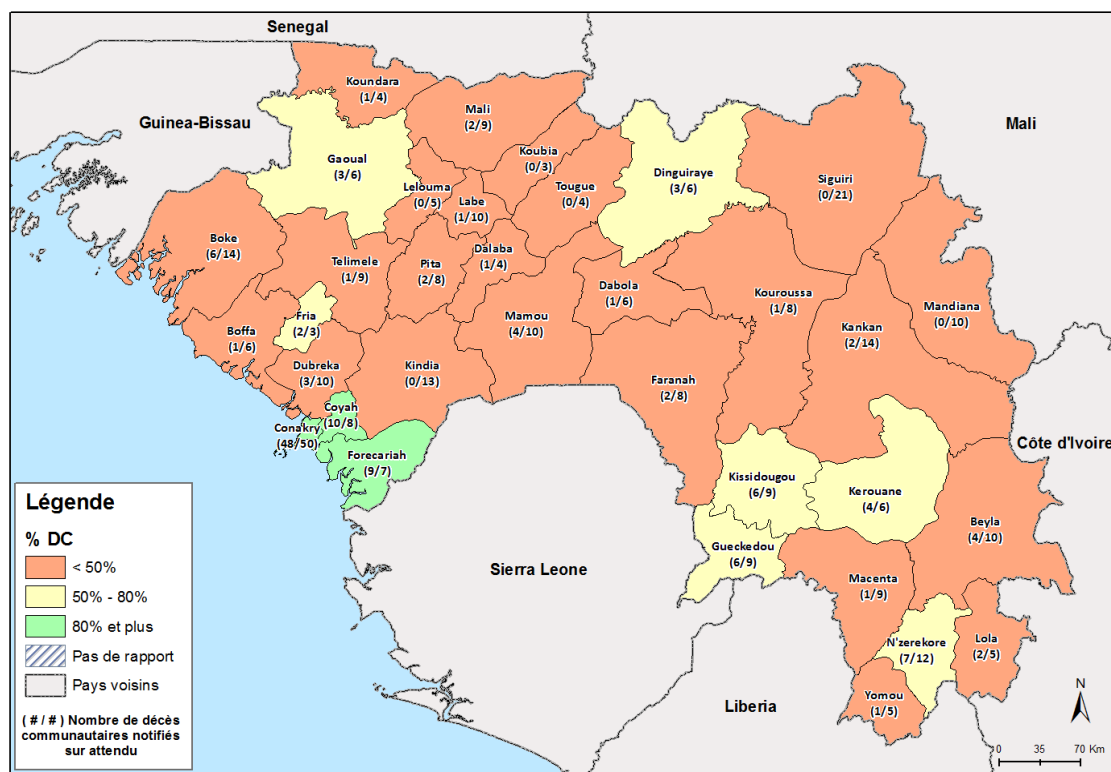 Senegal
Koundara
(1/4)
Mali
(2/9)
Guinea-Bissau
Mali
Koubia
(0/3)
Gaoual
(3/6)
Dinguiraye
(3/6)
Siguiri
(0/21)
Lelouma
(0/5)
Tougue
(0/4)
Labe
(1/10)
Boke
(6/14)
Dalaba
(1/4)
Telimele
(1/9)
Pita
(2/8)
Dabola
(1/6)
Kouroussa
(1/8)
Mandiana
(0/10)
Fria
(2/3)
Mamou
(4/10)
Kankan
(2/14)
Boffa
(1/6)
Dubreka
(3/10)
Kindia
(0/13)
Faranah
(2/8)
Coyah
(10/8)
Conakry
(48/50)
Forecariah
(9/7)
Côte d'Ivoire
Kissidougou
(6/9)
Kerouane
(4/6)
Beyla
(4/10)
Gueckedou
(6/9)
Sierra Leone
Macenta
(1/9)
N'zerekore
(7/12)
Lola
(2/5)
Yomou
(1/5)
Liberia
Légende
% DC
< 50%
50% - 80%
80% et plus
Pas de rapport
Pays voisins
( # / # ) Nombre de décès
communautaires notifiés
sur attendu
N
0 35 70 Km